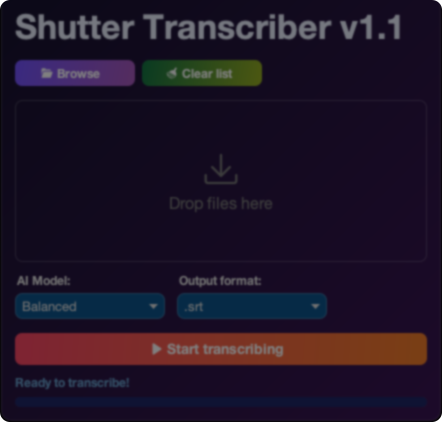 Shutter Transcriber v1.1
Browse
Clear list
Drop files here
AI Model:
Output format:
Balanced
.srt
Start transcribing
Ready to transcribe!